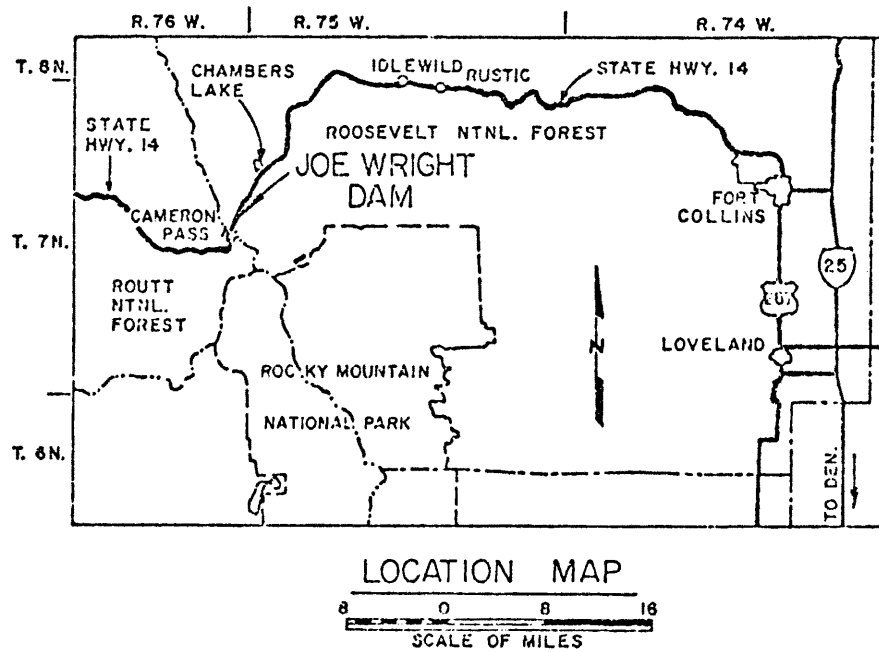 R. 76 W.
R. 75 W.
R. 74 W.
T. 8 N.
CHAMBERS
LAKE
IDLEWILD
RUSTIC
STATE HWY. 14
STATE
HWY. 14
ROOSEVELT NTNL. FOREST
JOE WRIGHT
DAM
FORT
COLLINS
CAMERON
PASS
T. 7N.
25
ROUTT
NTNL.
FOREST
LOVELAND
ROCKY MOUNTAIN
NATIONAL PARK
N
T. 6N.
TO DEN.
LOCATION MAP
8 0 8 16
SCALE OF MILES